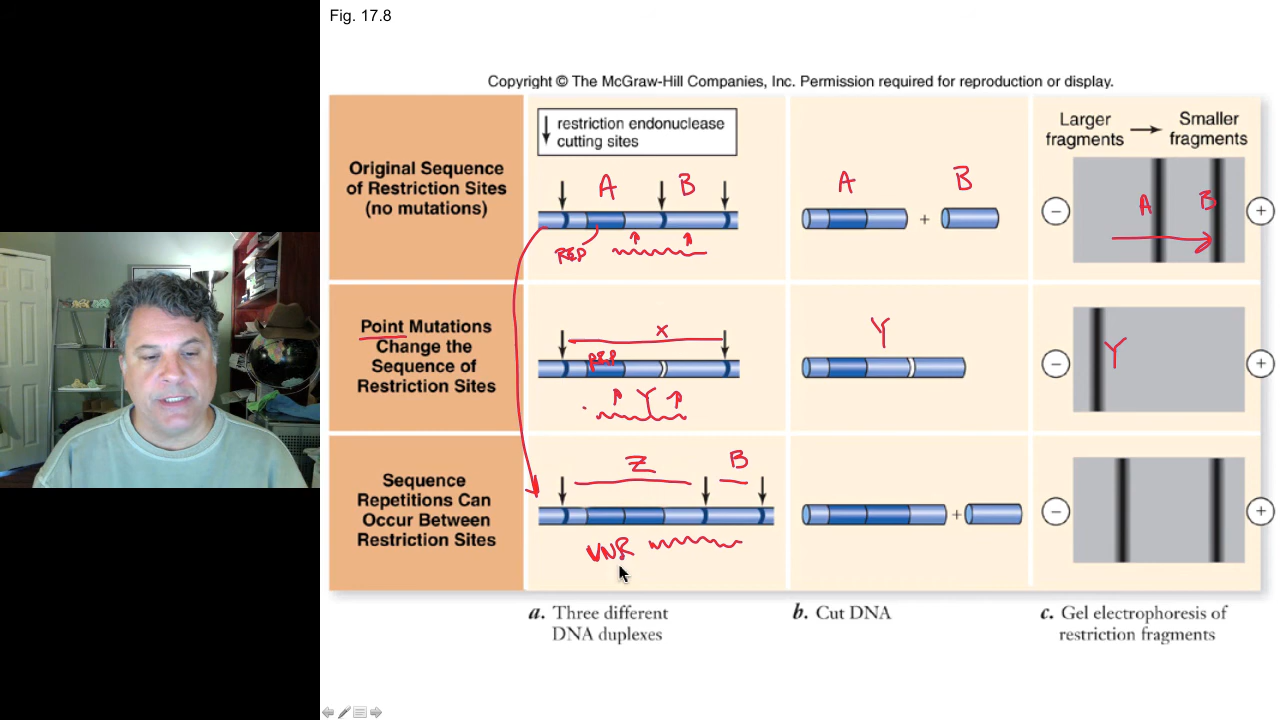 Fig. 17.8
Copyright © The McGraw-Hill Companies, Inc. Permission required for reproduction or display.
Original Sequence
of Restriction Sites
(no mutations)
restriction endonuclease
cutting sites
A B
REP
A B
+
Larger
fragments
Smaller
fragments
−
A B
+
Point Mutations
Change the
Sequence of
Restriction Sites
X
REP
Y
Y
−
Y
+
Sequence
Repetitions Can
Occur Between
Restriction Sites
Z B
VNR
+
−
+
a. Three different
DNA duplexes
b. Cut DNA
c. Gel electrophoresis of
restriction fragments